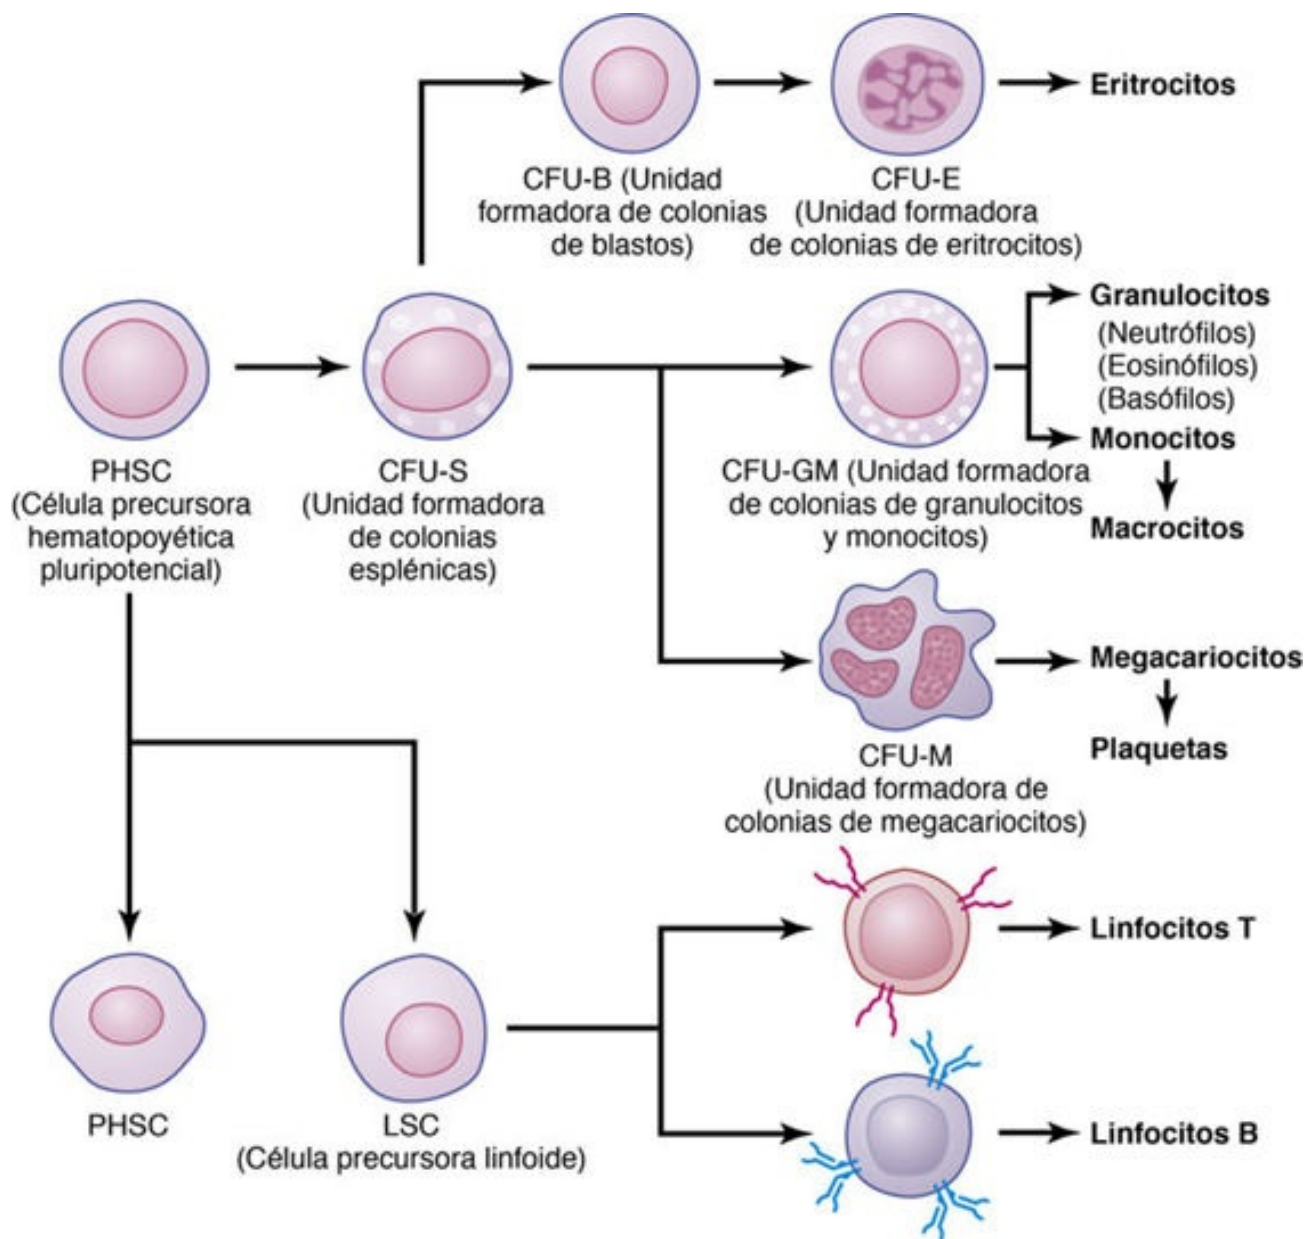 Eritrocitos
CFU-B (Unidad
formadora de colonias
de blastos)
CFU-E
(Unidad formadora
de colonias de eritrocitos)
Granulocitos
(Neutrófilos)
(Eosinófilos)
(Basófilos)
Monocitos
Macrocitos
PHSC
(Célula precursora
hematopoyética
pluripotencial)
CFU-S
(Unidad formadora
de colonias
esplénicas)
CFU-GM (Unidad formadora
de colonias de granulocitos
y monocitos)
Megacariocitos
Plaquetas
CFU-M
(Unidad formadora de
colonias de megacariocitos)
Linfocitos T
PHSC
LSC
(Célula precursora linfoide)
Linfocitos B